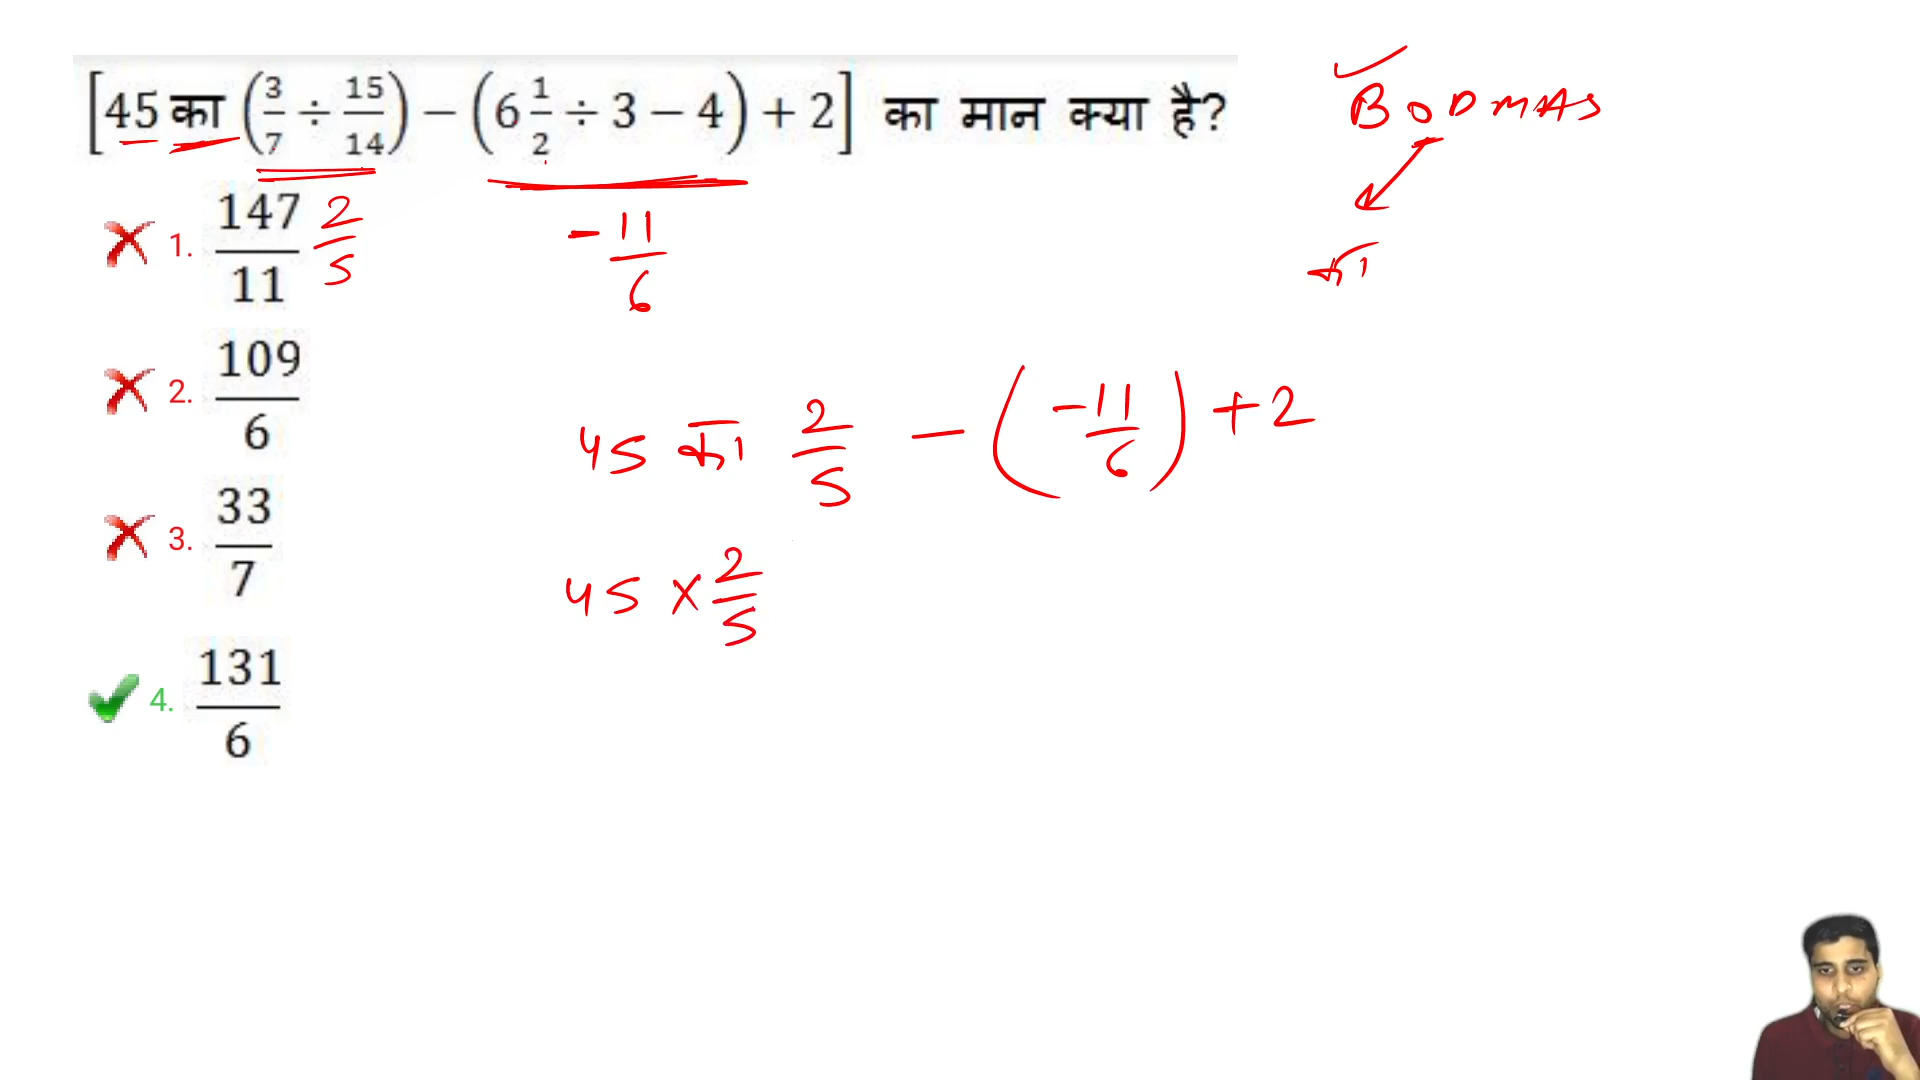 [45 का (3/7 ÷ 15/14) − (6 1/2 ÷ 3 − 4) + 2] का मान क्या है?
BODMAS
का
1. 147/11
2/5
-11/6
2. 109/6
45 का 2/5 - (-11/6) + 2
3. 33/7
45 × 2/5
4. 131/6